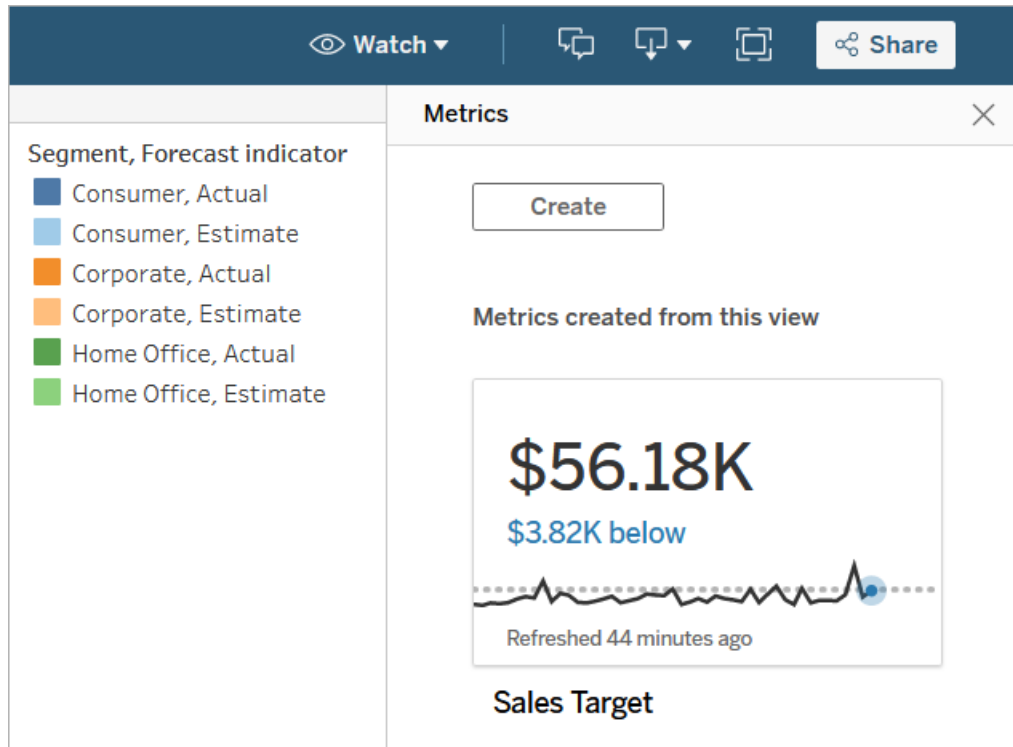 Watch
Share
Metrics
Segment, Forecast indicator
Consumer, Actual
Consumer, Estimate
Corporate, Actual
Corporate, Estimate
Home Office, Actual
Home Office, Estimate
Create
Metrics created from this view
$56.18K
$3.82K below
Refreshed 44 minutes ago
Sales Target